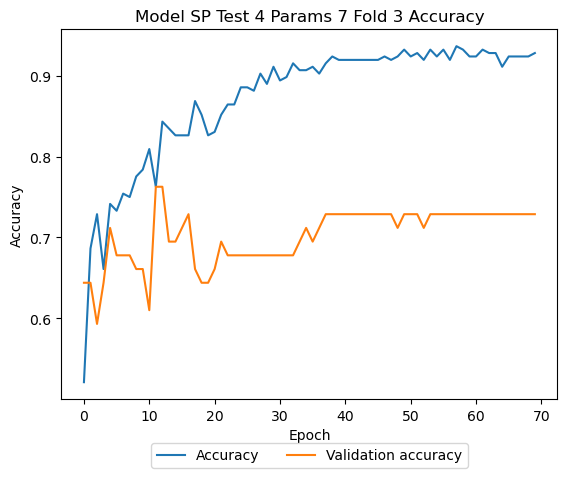 Model SP Test 4 Params 7 Fold 3 Accuracy
Accuracy
0.9
0.8
0.7
0.6
0 10 20 30 40 50 60 70
Epoch
Accuracy Validation accuracy